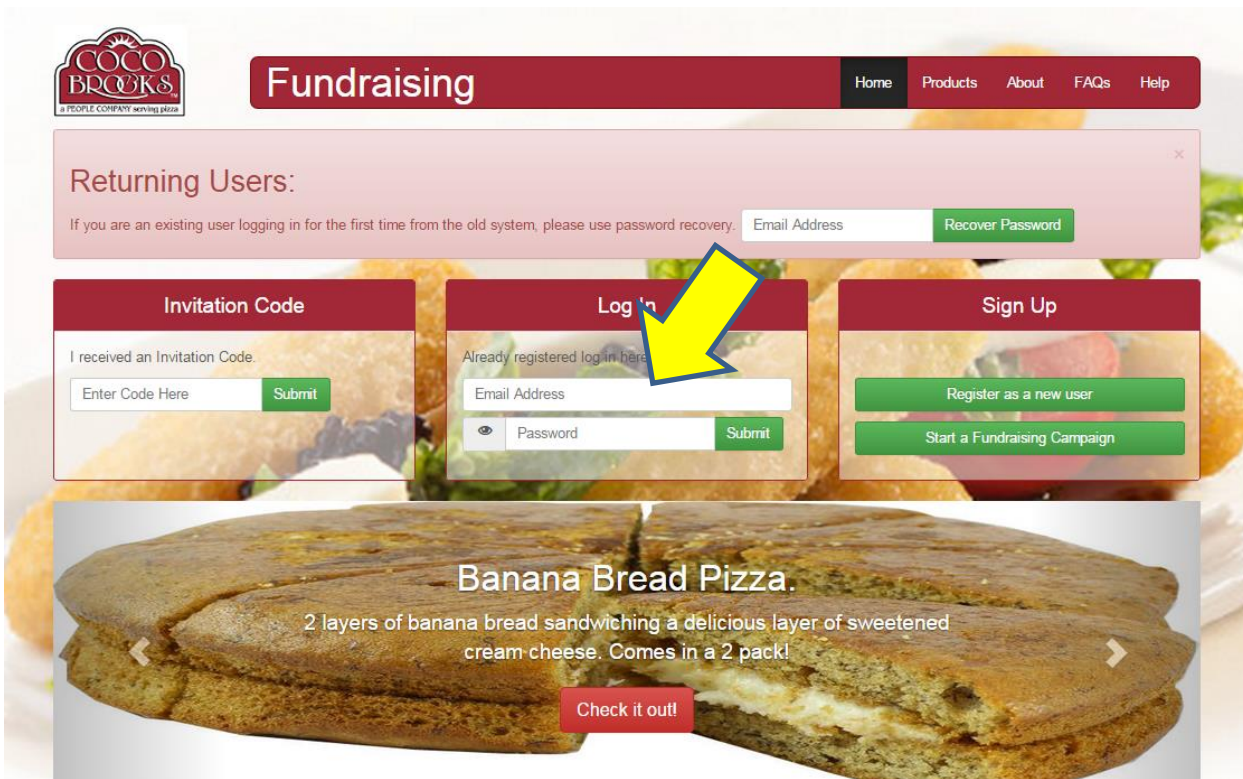 COCO
BROOKS
a PEOPLE COMPANY serving pizza
Fundraising
Home Products About FAQs Help
×
Returning Users:
If you are an existing user logging in for the first time from the old system, please use password recovery. Email Address Recover Password
Invitation Code
I received an Invitation Code.
Enter Code Here Submit
Log In
Already registered log in here
Email Address
Password Submit
Sign Up
Register as a new user
Start a Fundraising Campaign
Banana Bread Pizza.
2 layers of banana bread sandwiching a delicious layer of sweetened
cream cheese. Comes in a 2 pack!
Check it out!